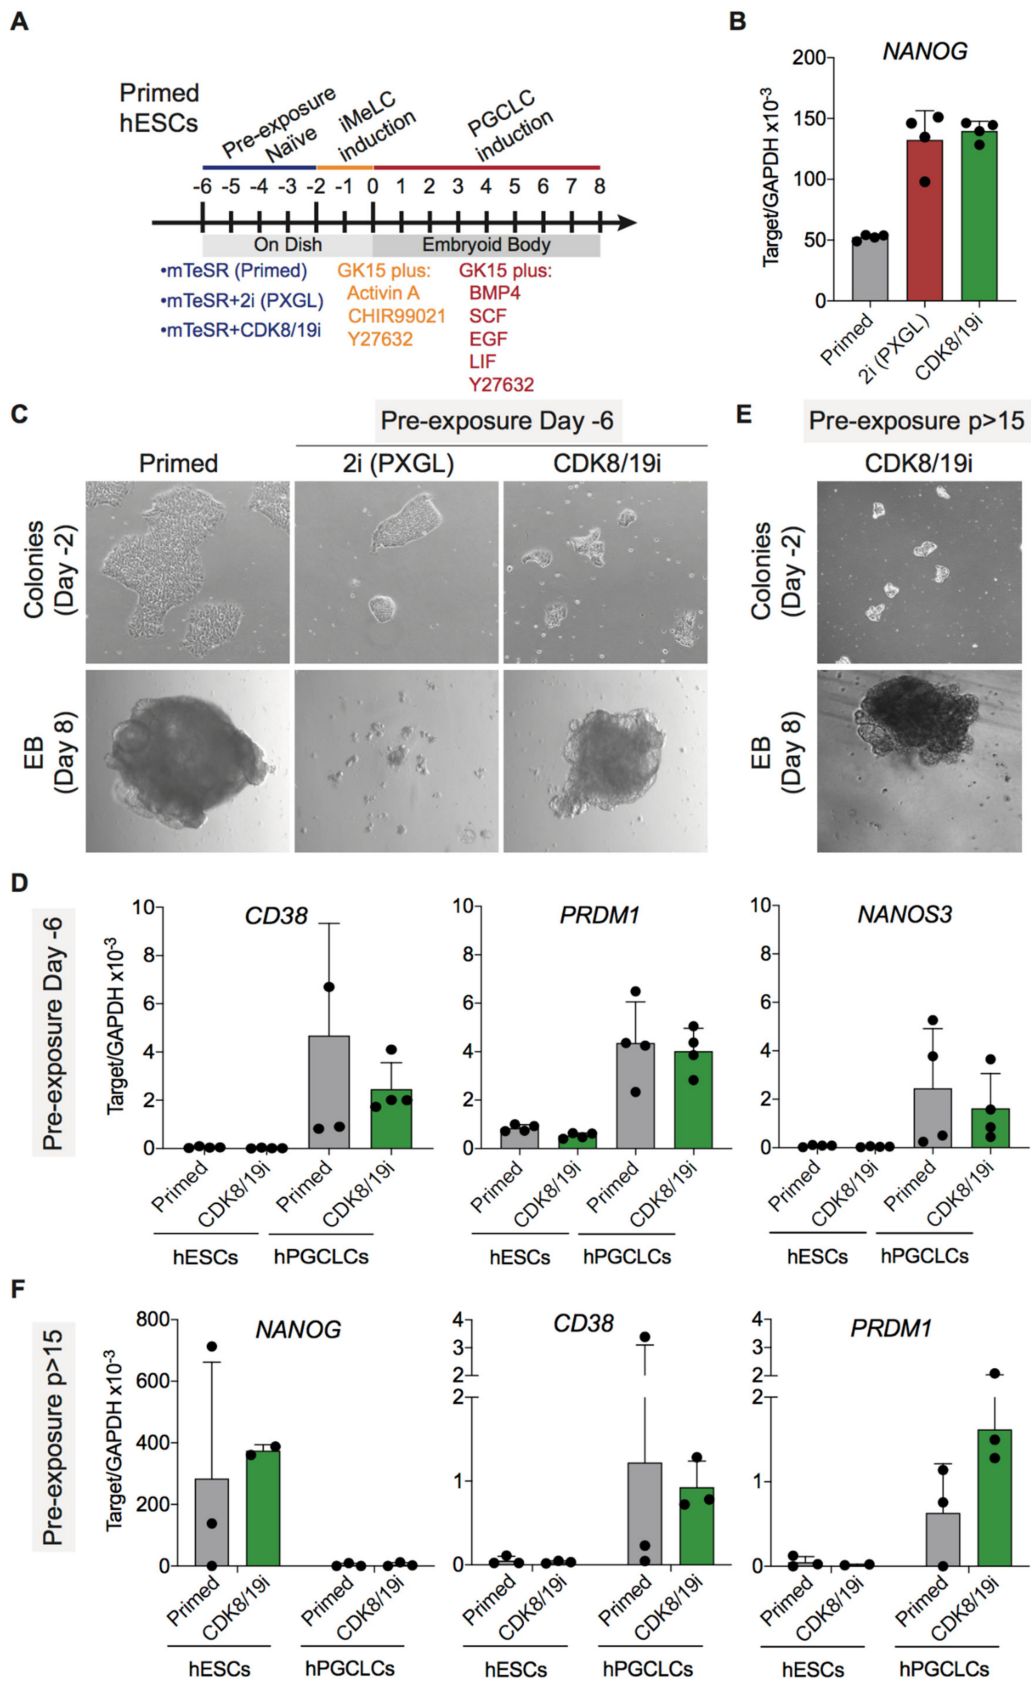 A
Primed
hESCs
Pre-exposure
Naïve
iMeLC
induction
PGCLC
induction
-6 -5 -4 -3 -2 -1 0 1 2 3 4 5 6 7 8
On Dish
Embryoid Body
•mTeSR (Primed)
•mTeSR+2i (PXGL)
•mTeSR+CDK8/19i
GK15 plus:
Activin A
CHIR99021
Y27632
GK15 plus:
BMP4
SCF
EGF
LIF
Y27632
B
NANOG
Target/GAPDH x10-3
200
150
100
50
0
Primed
2i (PXGL)
CDK8/19i
C
Pre-exposure Day -6
Primed
2i (PXGL)
CDK8/19i
Colonies
(Day -2)
EB
(Day 8)
E
Pre-exposure p>15
CDK8/19i
Colonies
(Day -2)
EB
(Day 8)
D
Pre-exposure Day -6
CD38
Target/GAPDH x10-3
10
8
6
4
2
0
Primed
CDK8/19i
Primed
CDK8/19i
hESCs
hPGCLCs
PRDM1
10
8
6
4
2
0
Primed
CDK8/19i
Primed
CDK8/19i
hESCs
hPGCLCs
NANOS3
10
8
6
4
2
0
Primed
CDK8/19i
Primed
CDK8/19i
hESCs
hPGCLCs
F
Pre-exposure p>15
NANOG
Target/GAPDH x10-3
800
600
400
200
0
Primed
CDK8/19i
Primed
CDK8/19i
hESCs
hPGCLCs
CD38
4
3
2
2
1
0
Primed
CDK8/19i
Primed
CDK8/19i
hESCs
hPGCLCs
PRDM1
4
3
2
2
1
0
Primed
CDK8/19i
Primed
CDK8/19i
hESCs
hPGCLCs